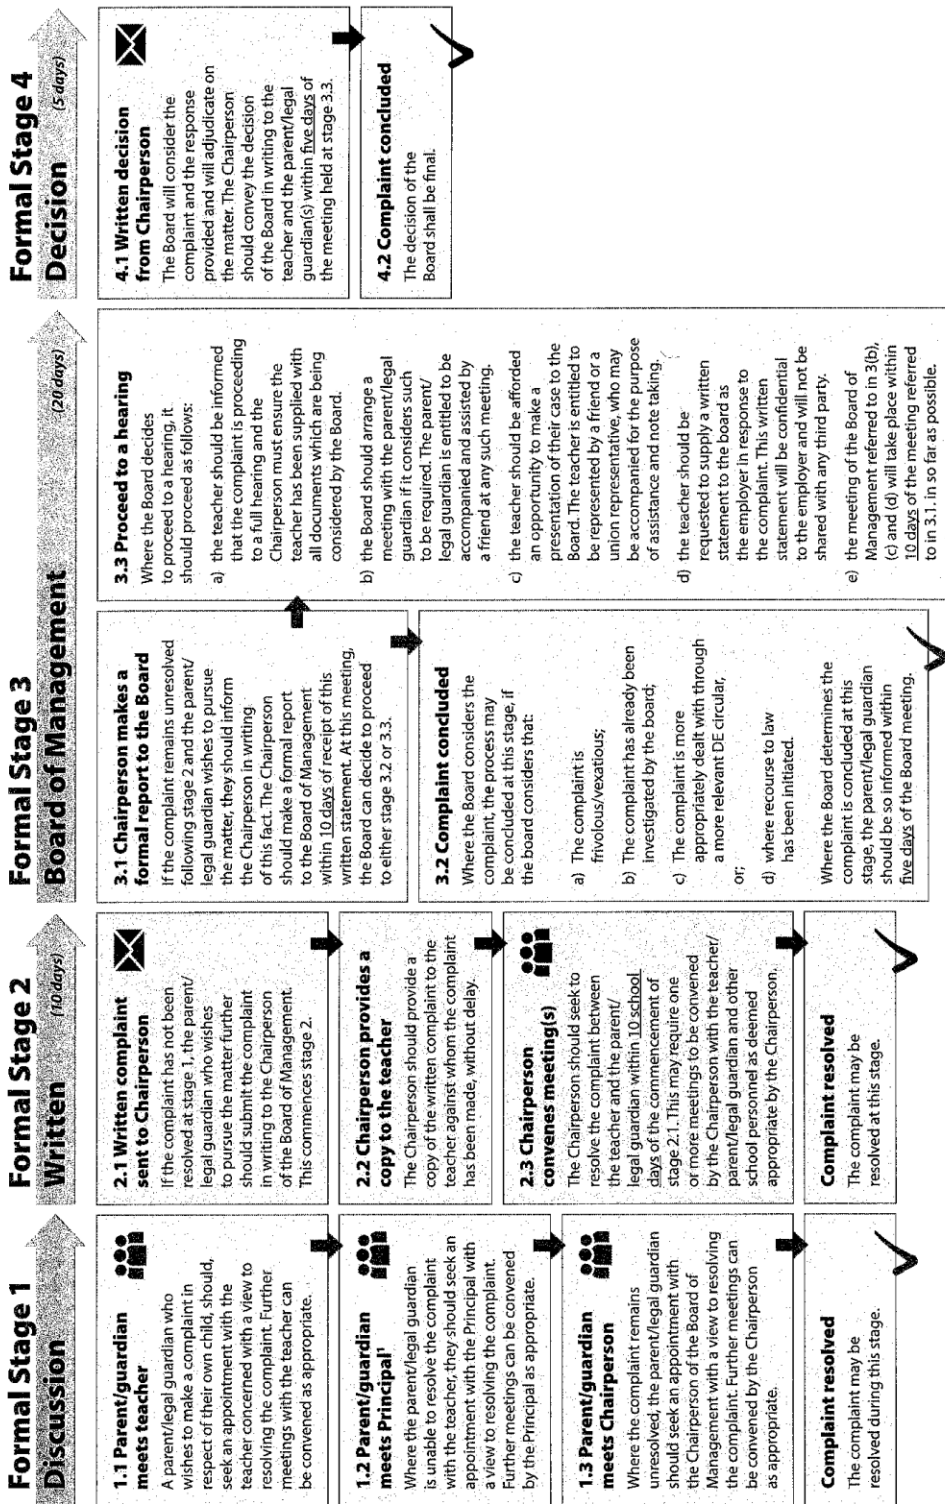 Formal Stage 1
Discussion
1.1 Parent/guardian
meets teacher
A parent/legal guardian who
wishes to make a complaint in
respect of their own child, should,
seek an appointment with the
teacher concerned with a view to
resolving the complaint. Further
meetings with the teacher can
be convened as appropriate.
1.2 Parent/guardian
meets Principal¹
Where the parent/legal guardian
is unable to resolve the complaint
with the teacher, they should seek an
appointment with the Principal with
a view to resolving the complaint.
Further meetings can be convened
by the Principal as appropriate.
1.3 Parent/guardian
meets Chairperson
Where the complaint remains
unresolved, the parent/legal guardian
should seek an appointment with
the Chairperson of the Board of
Management with a view to resolving
the complaint. Further meetings can
be convened by the Chairperson
as appropriate.
Complaint resolved
The complaint may be
resolved during this stage.
Formal Stage 2
Written (10 days)
2.1 Written complaint
sent to Chairperson
If the complaint has not been
resolved at stage 1, the parent/
legal guardian who wishes
to pursue the matter further
should submit the complaint
in writing to the Chairperson
of the Board of Management.
This commences stage 2.
2.2 Chairperson provides a
copy to the teacher
The Chairperson should provide a
copy of the written complaint to the
teacher against whom the complaint
has been made, without delay.
2.3 Chairperson
convenes meeting(s)
The Chairperson should seek to
resolve the complaint between
the teacher and the parent/
legal guardian within 10 school
days of the commencement of
stage 2.1. This may require one
or more meetings to be convened
by the Chairperson with the teacher/
parent/legal guardian and other
school personnel as deemed
appropriate by the Chairperson.
Complaint resolved
The complaint may be
resolved at this stage.
Formal Stage 3
Board of Management (20 days)
3.1 Chairperson makes a
formal report to the Board
If the complaint remains unresolved
following stage 2 and the parent/
legal guardian wishes to pursue
the matter, they should inform
the Chairperson in writing
of this fact. The Chairperson
should make a formal report
to the Board of Management
within 10 days of receipt of this
written statement. At this meeting,
the Board can decide to proceed
to either stage 3.2 or 3.3.
3.2 Complaint concluded
Where the Board considers the
complaint, the process may
be concluded at this stage, if
the board considers that:
a) The complaint is
frivolous/vexatious;
b) The complaint has already been
investigated by the board;
c) The complaint is more
appropriately dealt with through
a more relevant DE circular,
or;
d) where recourse to law
has been initiated.
Where the Board determines the
complaint is concluded at this
stage, the parent/legal guardian
should be so informed within
five days of the Board meeting.
3.3 Proceed to a hearing
Where the Board decides
to proceed to a hearing, it
should proceed as follows:
a) the teacher should be informed
that the complaint is proceeding
to a full hearing and the
Chairperson must ensure the
teacher has been supplied with
all documents which are being
considered by the Board.
b) the Board should arrange a
meeting with the parent/legal
guardian if it considers such
to be required. The parent/
legal guardian is entitled to be
accompanied and assisted by
a friend at any such meeting.
c) the teacher should be afforded
an opportunity to make a
presentation of their case to the
Board. The teacher is entitled to
be represented by a friend or a
union representative, who may
be accompanied for the purpose
of assistance and note taking.
d) the teacher should be
requested to supply a written
statement to the board as
the employer in response to
the complaint. This written
statement will be confidential
to the employer and will not be
shared with any third party.
e) the meeting of the Board of
Management referred to in 3(b),
(c) and (d) will take place within
10 days of the meeting referred
to in 3.1. in so far as possible.
Formal Stage 4
Decision (5 days)
4.1 Written decision
from Chairperson
The Board will consider the
complaint and the response
provided and will adjudicate on
the matter. The Chairperson
should convey the decision
of the Board in writing to the
teacher and the parent/legal
guardian(s) within five days of
the meeting held at stage 3.3.
4.2 Complaint concluded
The decision of the
Board shall be final.